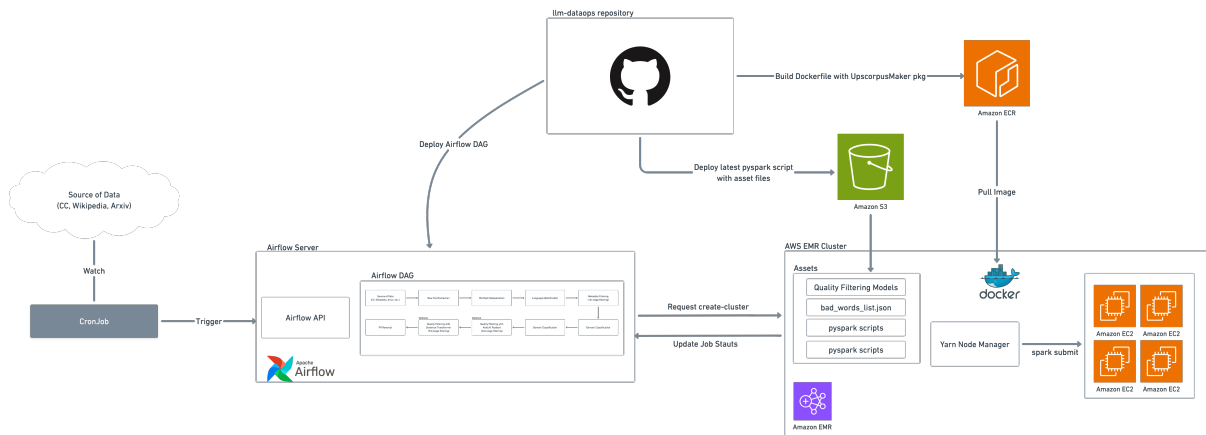 llm-dataops repository
Build Dockerfile with UpscorpusMaker pkg
Amazon ECR
Deploy Airflow DAG
Deploy latest pyspark script
with asset files
Amazon S3
Pull Image
Source of Data
(CC, Wikipedia, Arxiv)
Watch
CronJob
Trigger
Airflow Server
Airflow API
Airflow DAG
Apache
Airflow
Request create-cluster
Update Job Stauts
AWS EMR Cluster
Assets
Quality Filtering Models
bad_words_list.json
pyspark scripts
pyspark scripts
docker
Yarn Node Manager
spark submit
Amazon EC2
Amazon EC2
Amazon EC2
Amazon EC2
Amazon EMR